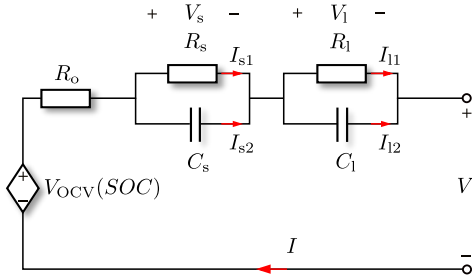 + V_s − + V_l −
R_s I_s1 R_l I_l1
R_o
+
I_s2 I_l2
C_s C_l
+
− V_OCV(SOC) V
I −